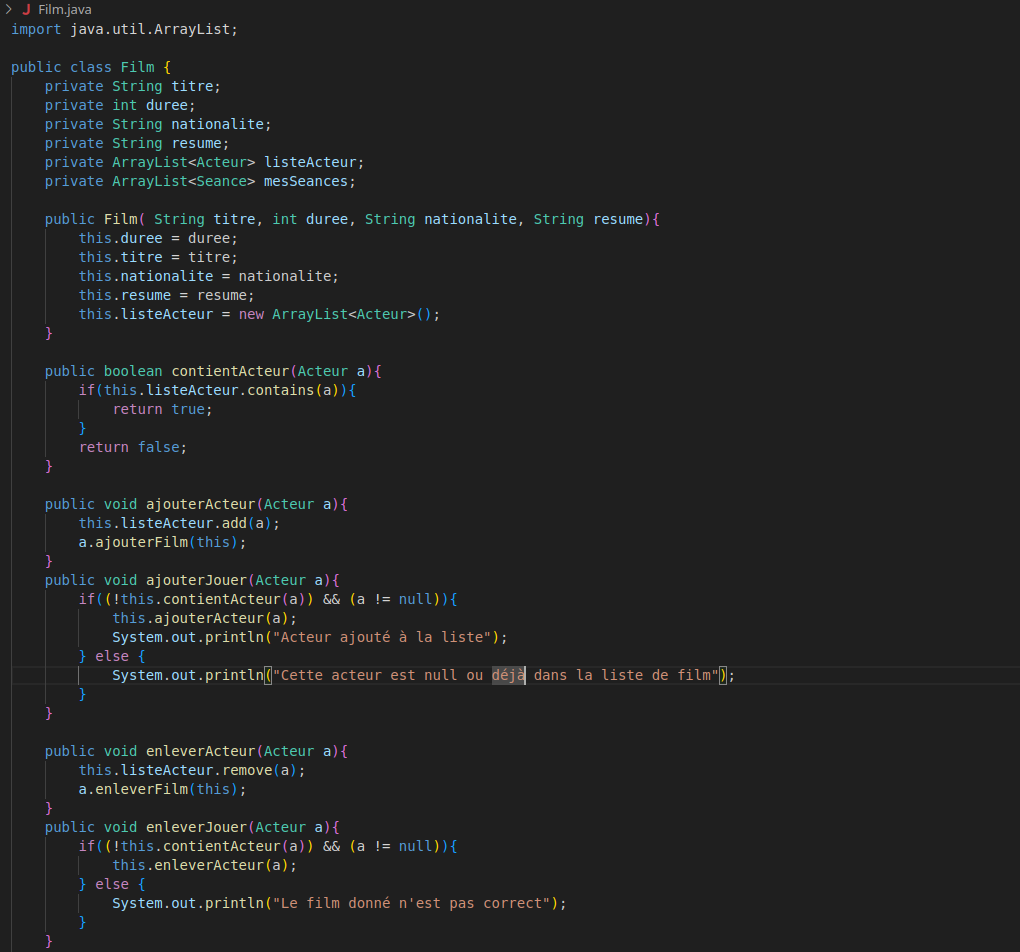 > J Film.java
import java.util.ArrayList;
public class Film {
private String titre;
private int duree;
private String nationalite;
private String resume;
private ArrayList<Acteur> listeActeur;
private ArrayList<Seance> mesSeances;
public Film( String titre, int duree, String nationalite, String resume){
this.duree = duree;
this.titre = titre;
this.nationalite = nationalite;
this.resume = resume;
this.listeActeur = new ArrayList<Acteur>();
}
public boolean contientActeur(Acteur a){
if(this.listeActeur.contains(a)){
return true;
}
return false;
}
public void ajouterActeur(Acteur a){
this.listeActeur.add(a);
a.ajouterFilm(this);
}
public void ajouterJouer(Acteur a){
if((!this.contientActeur(a)) && (a != null)){
this.ajouterActeur(a);
System.out.println("Acteur ajouté à la liste");
} else {
System.out.println("Cette acteur est null ou déjà dans la liste de film");
}
}
public void enleverActeur(Acteur a){
this.listeActeur.remove(a);
a.enleverFilm(this);
}
public void enleverJouer(Acteur a){
if((!this.contientActeur(a)) && (a != null)){
this.enleverActeur(a);
} else {
System.out.println("Le film donné n'est pas correct");
}
}